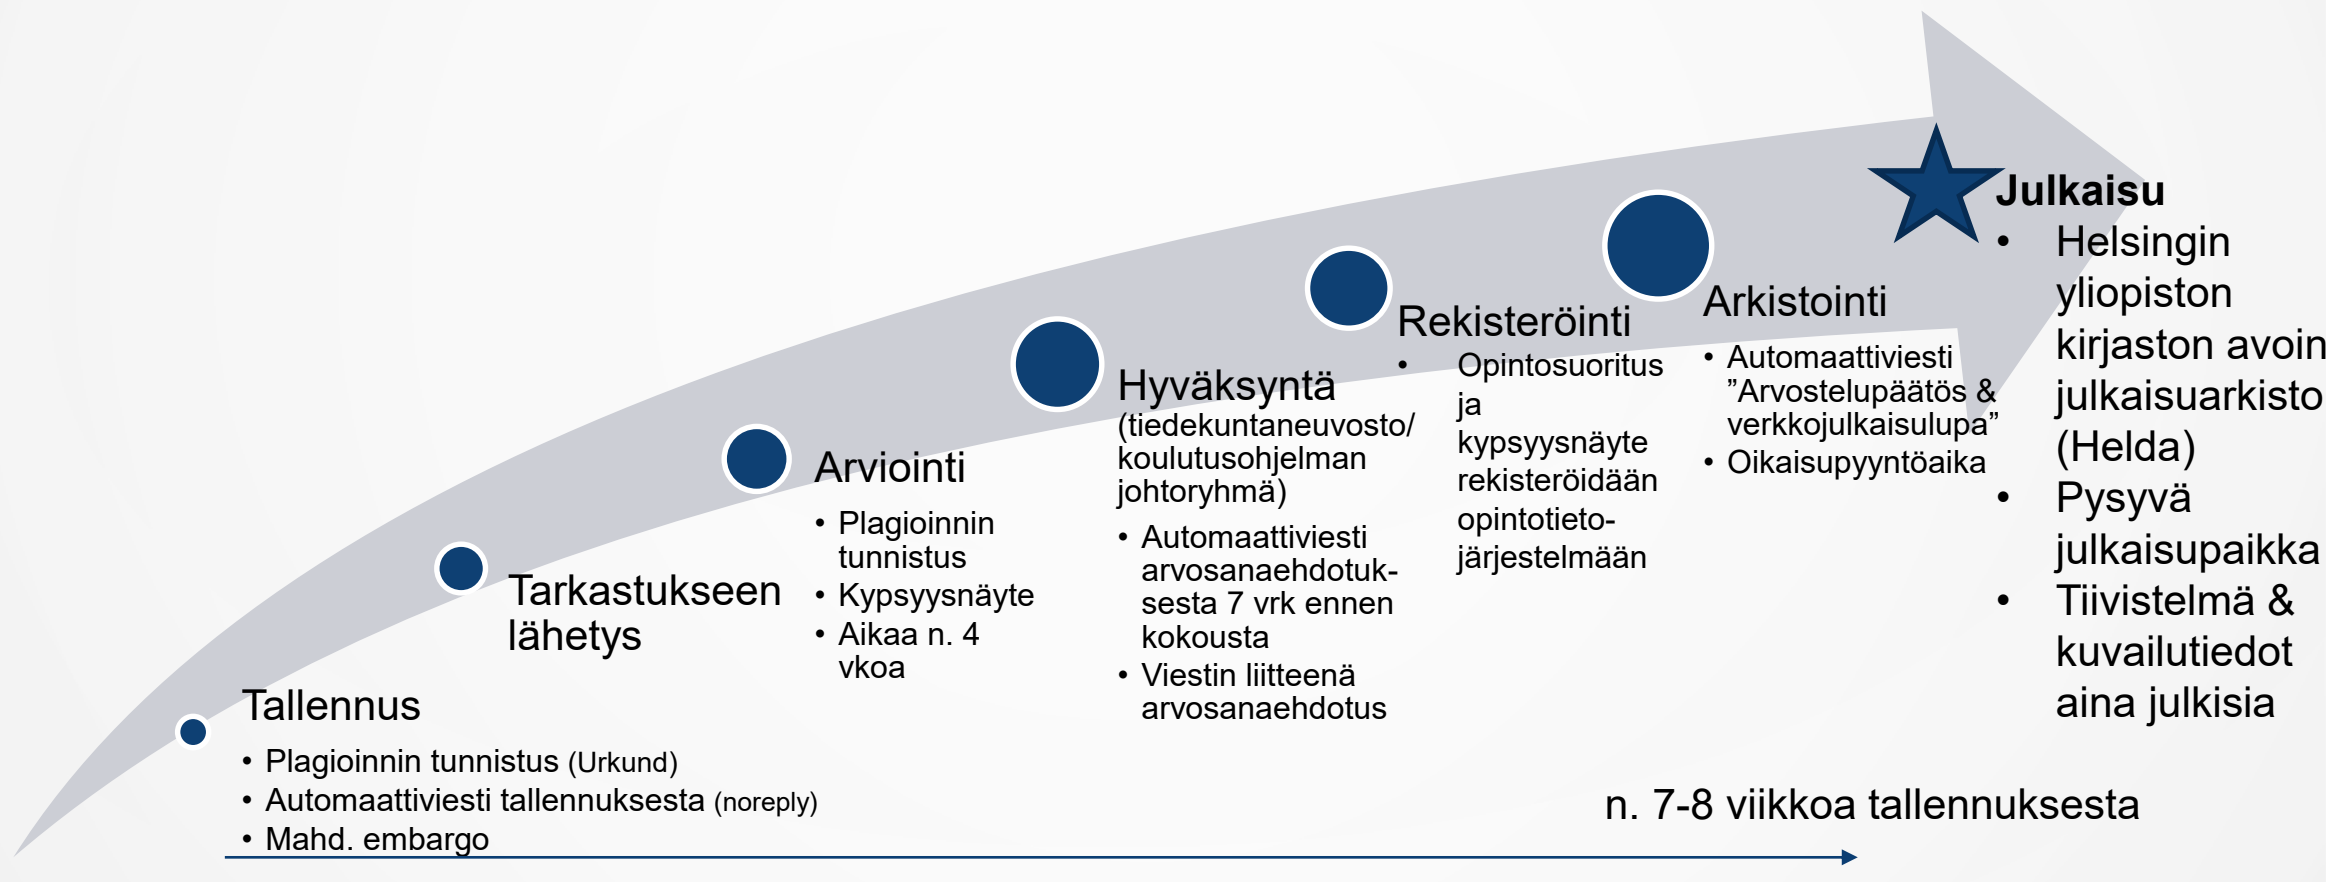 Tallennus
• Plagioinnin tunnistus (Urkund)
• Automaattiviesti tallennuksesta (noreply)
• Mahd. embargo
Tarkastukseen
lähetys
Arviointi
• Plagioinnin
tunnistus
• Kypsyysnäyte
• Aikaa n. 4
vkoa
Hyväksyntä
(tiedekuntaneuvosto/
koulutusohjelman
johtoryhmä)
• Automaattiviesti
arvosanaehdotuk-
sesta 7 vrk ennen
kokousta
• Viestin liitteenä
arvosanaehdotus
Rekisteröinti
• Opintosuoritus
ja
kypsyysnäyte
rekisteröidään
opintotieto-
järjestelmään
Arkistointi
• Automaattiviesti
”Arvostelupäätös &
verkkojulkaisulupa”
• Oikaisupyyntöaika
Julkaisu
• Helsingin
yliopiston
kirjaston avoin
julkaisuarkisto
(Helda)
• Pysyvä
julkaisupaikka
• Tiivistelmä &
kuvailutiedot
aina julkisia
n. 7-8 viikkoa tallennuksesta